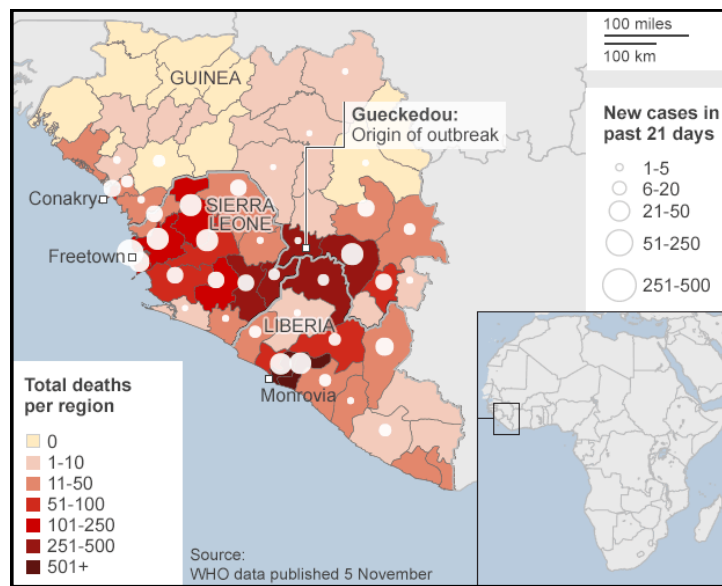 100 miles
100 km
GUINEA
Gueckedou:
Origin of outbreak
New cases in
past 21 days
1-5
6-20
21-50
51-250
251-500
Conakry
SIERRA
LEONE
Freetown
LIBERIA
Monrovia
Total deaths
per region
0
1-10
11-50
51-100
101-250
251-500
501+
Source:
WHO data published 5 November